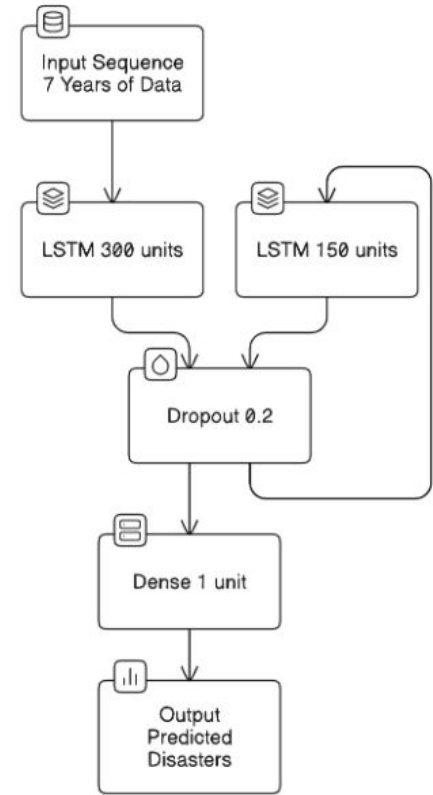 Input Sequence
7 Years of Data
LSTM 300 units
LSTM 150 units
Dropout 0.2
Dense 1 unit
Output
Predicted
Disasters